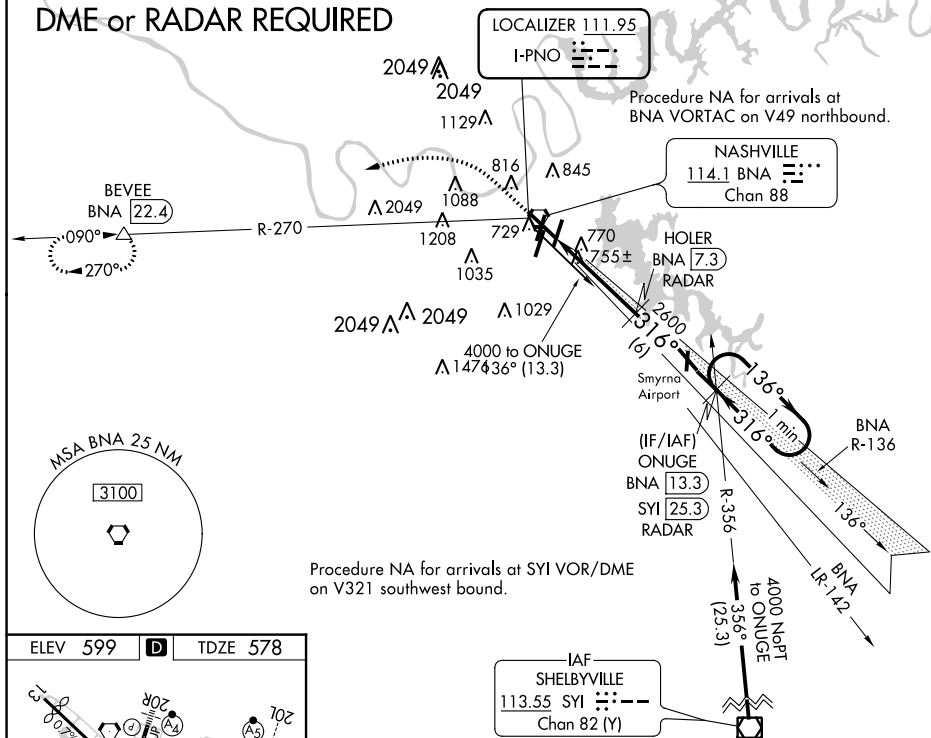 DME or RADAR REQUIRED
LOCALIZER 111.95
I-PNO
2049
2049
1129
Procedure NA for arrivals at
BNA VORTAC on V49 northbound.
NASHVILLE
114.1 BNA
Chan 88
816
845
BEVEE
BNA 22.4
090°
270°
R-270
2049
1088
1208
729
770
755±
1035
HOLER
BNA 7.3
RADAR
2049
2049
1029
1474
4000 to ONUGE
136° (13.3)
2600
316°
(6)
Smyrna
Airport
136°
1 min
316°
BNA
R-136
136°
MSA BNA 25 NM
3100
(IF/IAF)
ONUGE
BNA 13.3
SYI 25.3
RADAR
R-356
BNA
LR-142
Procedure NA for arrivals at SYI VOR/DME
on V321 southwest bound.
4000 NoPT
to ONUGE
356°
(25.3)
ELEV 599 D TDZE 578
IAF
SHELBYVILLE
113.55 SYI
Chan 82 (Y)
13
20R
P
A4
A5
20L